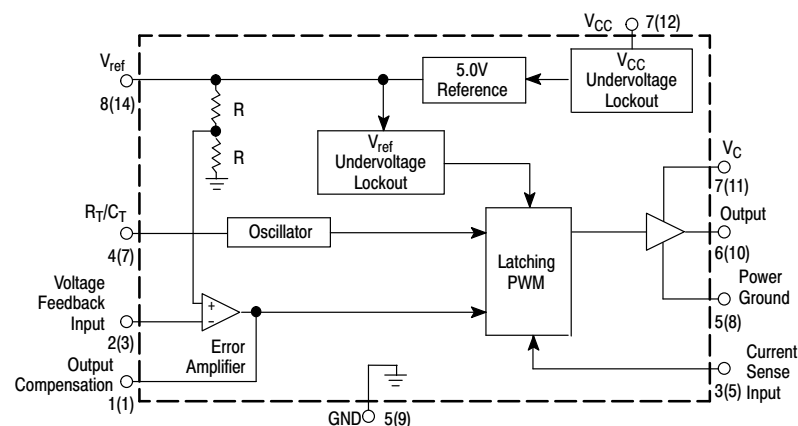 VCC 7(12)
Vref
8(14)
R
R
5.0V
Reference
VCC
Undervoltage
Lockout
Vref
Undervoltage
Lockout
VC
7(11)
RT/CT
4(7)
Oscillator
Latching
PWM
Output
6(10)
Voltage
Feedback
Input
2(3)
+
–
Error
Amplifier
Power
Ground
5(8)
Output
Compensation
1(1)
GND 5(9)
Current
Sense
Input
3(5)